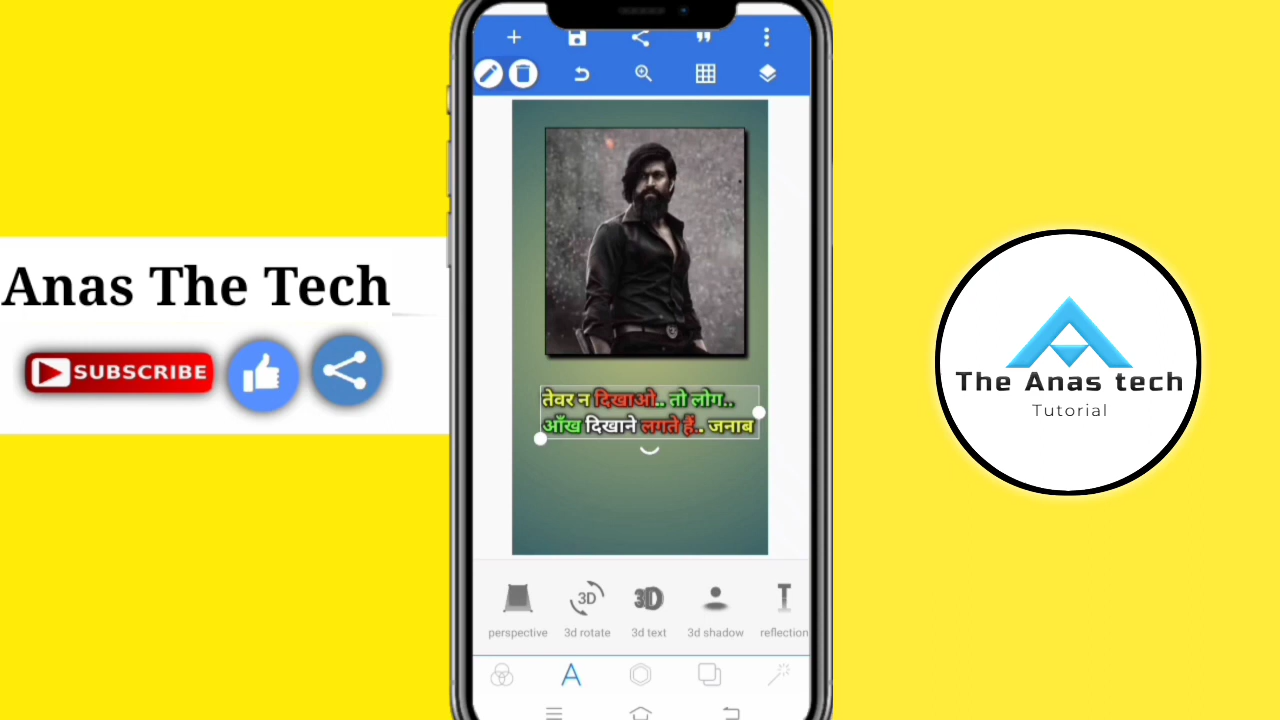 Anas The Tech
SUBSCRIBE
तेवर न दिखाओ.. तो लोग..
आँख दिखाने लगते हैं.. जनाब
3D
3D
T
perspective
3d rotate
3d text
3d shadow
reflection
A
The Anas tech
Tutorial